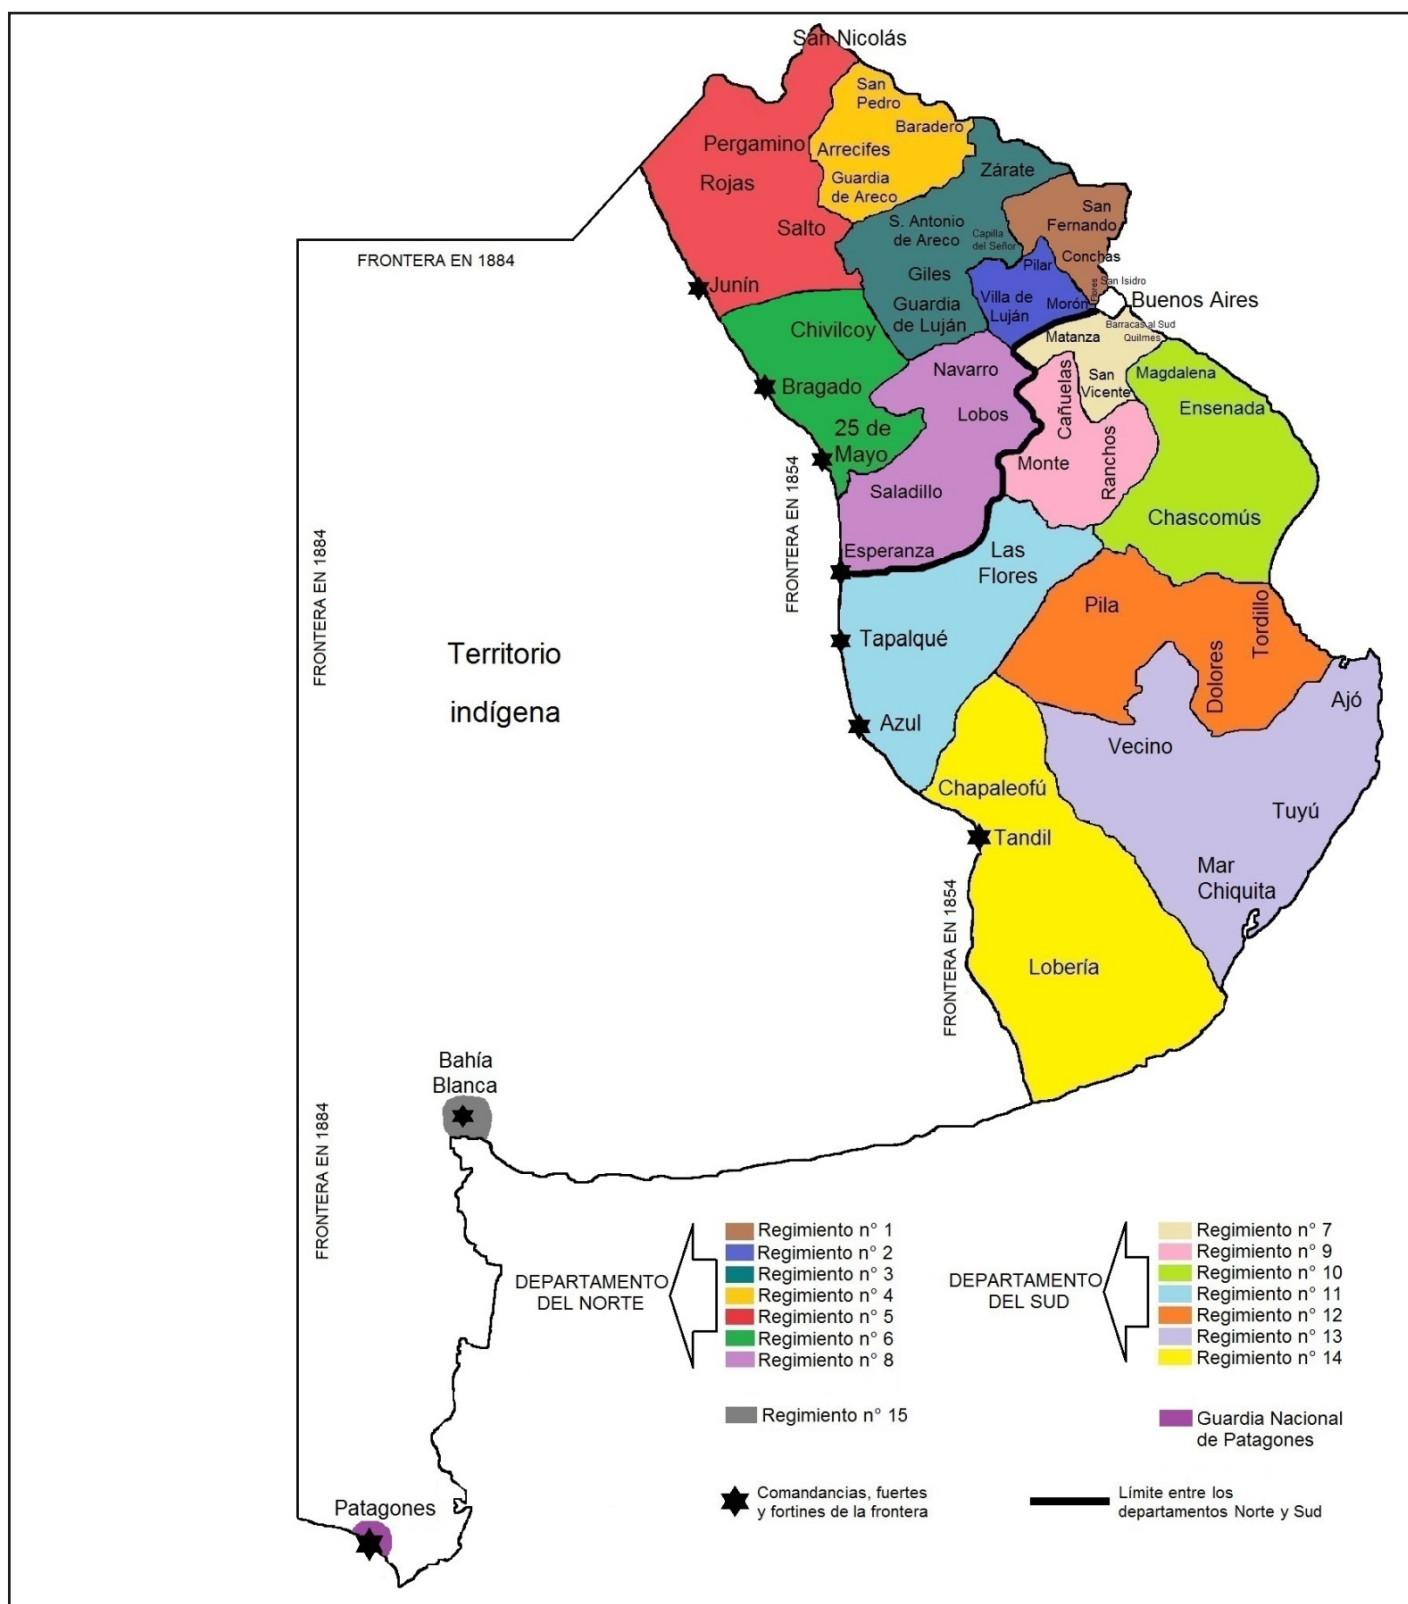 San Nicolás
San
Pedro
Baradero
Pergamino
Arrecifes
Rojas
Guardia
de Areco
Zárate
Salto
S. Antonio
de Areco
Capilla
del Señor
San
Fernando
Conchas
FRONTERA EN 1884
Junín
Giles
Pilar
San Isidro
Flores
Villa de
Luján
Morón
Buenos Aires
Guardia
de Luján
Chivilcoy
Barracas al Sud
Quilmes
Matanza
Navarro
San
Vicente
Magdalena
Bragado
Cañuelas
Ensenada
Lobos
25 de
Mayo
Monte
Ranchos
FRONTERA EN 1854
Saladillo
Chascomús
Esperanza
Las
Flores
FRONTERA EN 1884
Pila
Tordillo
Territorio
indígena
Tapalqué
Dolores
Azul
Ajó
Vecino
Chapaleofú
Tuyú
Tandil
Mar
Chiquita
FRONTERA EN 1854
Lobería
Bahía
Blanca
FRONTERA EN 1884
DEPARTAMENTO
DEL NORTE
Regimiento n° 1
Regimiento n° 2
Regimiento n° 3
Regimiento n° 4
Regimiento n° 5
Regimiento n° 6
Regimiento n° 8
DEPARTAMENTO
DEL SUD
Regimiento n° 7
Regimiento n° 9
Regimiento n° 10
Regimiento n° 11
Regimiento n° 12
Regimiento n° 13
Regimiento n° 14
Regimiento n° 15
Guardia Nacional
de Patagones
Patagones
Comandancias, fuertes
y fortines de la frontera
Límite entre los
departamentos Norte y Sud